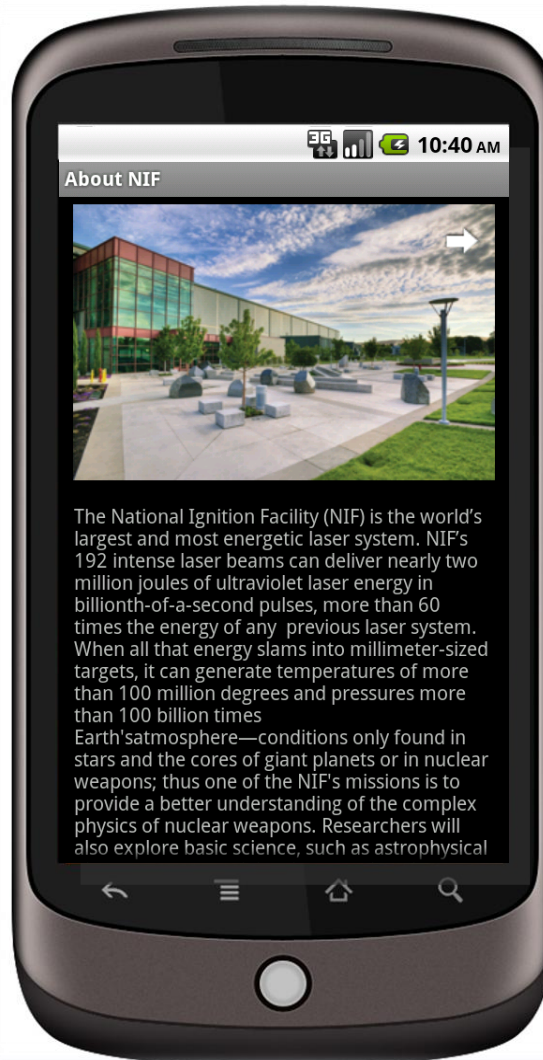 3G 10:40 AM
About NIF
The National Ignition Facility (NIF) is the world’s
largest and most energetic laser system. NIF’s
192 intense laser beams can deliver nearly two
million joules of ultraviolet laser energy in
billionth-of-a-second pulses, more than 60
times the energy of any  previous laser system.
When all that energy slams into millimeter-sized
targets, it can generate temperatures of more
than 100 million degrees and pressures more
than 100 billion times
Earth'satmosphere—conditions only found in
stars and the cores of giant planets or in nuclear
weapons; thus one of the NIF's missions is to
provide a better understanding of the complex
physics of nuclear weapons. Researchers will
also explore basic science, such as astrophysical